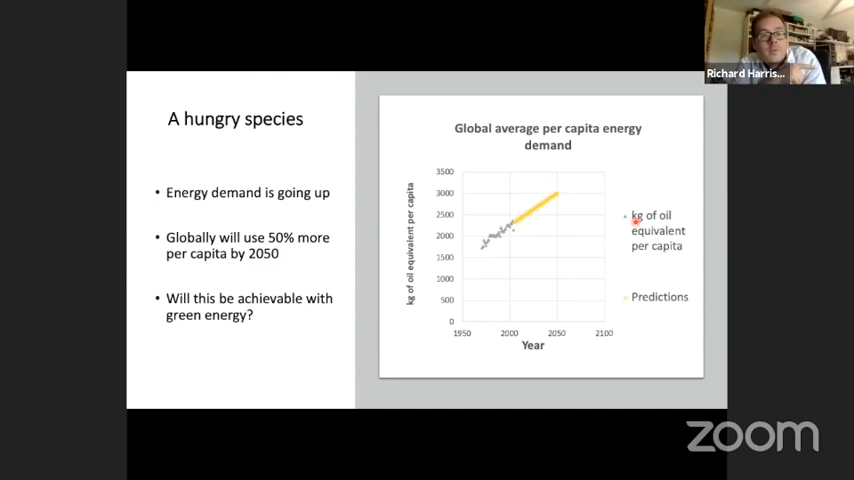 Richard Harris...
A hungry species
• Energy demand is going up
• Globally will use 50% more
per capita by 2050
• Will this be achievable with
green energy?
Global average per capita energy
demand
kg of oil equivalent per capita
3500
3000
2500
2000
1500
1000
500
0
1950 2000 2050 2100
Year
kg of oil
equivalent
per capita
Predictions
zoom